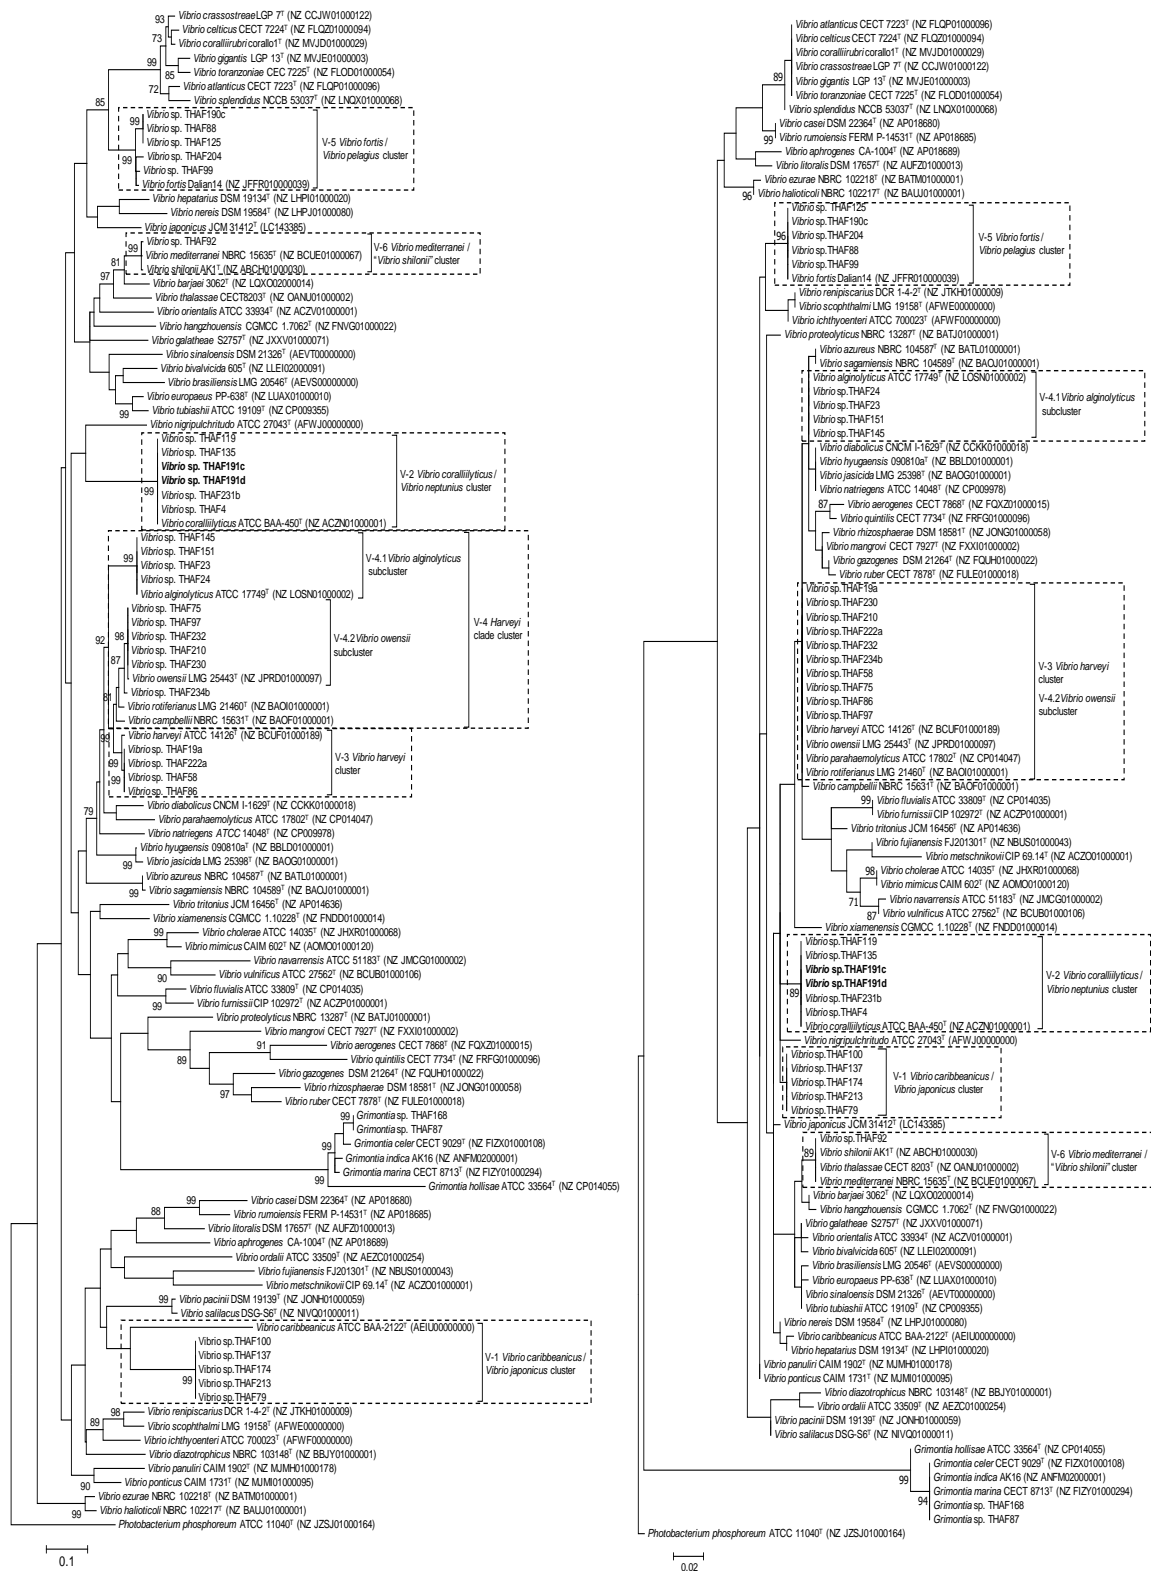 Vibrio crassostreae LGP 7T (NZ CCJW01000122)
Vibrio celticus CECT 7224T (NZ FLQZ01000094)
Vibrio coralliirubri corallo1T (NZ MVJD01000029)
Vibrio gigantis LGP 13T (NZ MVJE01000003)
Vibrio toranzoniae CEC 7225T (NZ FLOD01000054)
Vibrio atlanticus CECT 7223T (NZ FLQP01000096)
Vibrio splendidus NCCB 53037T (NZ LNQX01000068)
Vibrio sp. THAF190c
Vibrio sp. THAF88
Vibrio sp. THAF125
Vibrio sp. THAF204
Vibrio sp. THAF99
Vibrio fortis Dalian14 (NZ JFFR01000039)
V-5 Vibrio fortis /
Vibrio pelagius cluster
Vibrio hepatarius DSM 19134T (NZ LHPI01000020)
Vibrio nereis DSM 19584T (NZ LHPJ01000080)
Vibrio japonicus JCM 31412T (LC143385)
Vibrio sp. THAF92
Vibrio mediterranei NBRC 15635T (NZ BCUE01000067)
Vibrio shilonii AK1T (NZ ABCH01000030)
V-6 Vibrio mediterranei /
"Vibrio shilonii" cluster
Vibrio barjaei 3062T (NZ LQXO02000014)
Vibrio thalassae CECT8203T (NZ OANU01000002)
Vibrio orientalis ATCC 33934T (NZ ACZV01000001)
Vibrio hangzhouensis CGMCC 1.7062T (NZ FNVG01000022)
Vibrio galatheae S2757T (NZ JXXV01000071)
Vibrio sinaloensis DSM 21326T (AEVT00000000)
Vibrio bivalvicida 605T (NZ LLEI02000091)
Vibrio brasiliensis LMG 20546T (AEVS00000000)
Vibrio europaeus PP-638T (NZ LUAX01000010)
Vibrio tubiashii ATCC 19109T (NZ CP009355)
Vibrio nigripulchritudo ATCC 27043T (AFWJ00000000)
Vibrio sp. THAF119
Vibrio sp. THAF135
Vibrio sp. THAF191c
Vibrio sp. THAF191d
Vibrio sp. THAF231b
Vibrio sp. THAF4
Vibrio coralliilyticus ATCC BAA-450T (NZ ACZN01000001)
V-2 Vibrio coralliilyticus /
Vibrio neptunius cluster
Vibrio sp. THAF145
Vibrio sp. THAF151
Vibrio sp. THAF23
Vibrio sp. THAF24
Vibrio alginolyticus ATCC 17749T (NZ LOSN01000002)
V-4.1 Vibrio alginolyticus
subcluster
Vibrio sp. THAF75
Vibrio sp. THAF97
Vibrio sp. THAF232
Vibrio sp. THAF210
Vibrio sp. THAF230
Vibrio owensii LMG 25443T (NZ JPRD01000097)
V-4.2 Vibrio owensii
subcluster
V-4 Harveyi
clade cluster
Vibrio sp. THAF234b
Vibrio rotiferianus LMG 21460T (NZ BAOI01000001)
Vibrio campbellii NBRC 15631T (NZ BAOF01000001)
Vibrio harveyi ATCC 14126T (NZ BCUF01000189)
Vibrio sp. THAF19a
Vibrio sp. THAF222a
Vibrio sp. THAF58
Vibrio sp. THAF86
V-3 Vibrio harveyi
cluster
Vibrio diabolicus CNCM I-1629T (NZ CCKK01000018)
Vibrio parahaemolyticus ATCC 17802T (NZ CP014047)
Vibrio natriegens ATCC 14048T (NZ CP009978)
Vibrio hyugaensis 090810aT (NZ BBLD01000001)
Vibrio jasicida LMG 25398T (NZ BAOG01000001)
Vibrio azureus NBRC 104587T (NZ BATL01000001)
Vibrio sagamiensis NBRC 104589T (NZ BAOJ01000001)
Vibrio tritonius JCM 16456T (NZ AP014636)
Vibrio xiamenensis CGMCC 1.10228T (NZ FNDD01000014)
Vibrio cholerae ATCC 14035T (NZ JHXR01000068)
Vibrio mimicus CAIM 602T NZ (AOMO01000120)
Vibrio navarrensis ATCC 51183T (NZ JMCG01000002)
Vibrio vulnificus ATCC 27562T (NZ BCUB01000106)
Vibrio fluvialis ATCC 33809T (NZ CP014035)
Vibrio furnissii CIP 102972T (NZ ACZP01000001)
Vibrio proteolyticus NBRC 13287T (NZ BATJ01000001)
Vibrio mangrovi CECT 7927T (NZ FXXI01000002)
Vibrio aerogenes CECT 7868T (NZ FQXZ01000015)
Vibrio quintilis CECT 7734T (NZ FRFG01000096)
Vibrio gazogenes DSM 21264T (NZ FQUH01000022)
Vibrio rhizosphaerae DSM 18581T (NZ JONG01000058)
Vibrio ruber CECT 7878T (NZ FULE01000018)
Grimontia sp. THAF168
Grimontia sp. THAF87
Grimontia celer CECT 9029T (NZ FIZX01000108)
Grimontia indica AK16 (NZ ANFM02000001)
Grimontia marina CECT 8713T (NZ FIZY01000294)
Grimontia hollisae ATCC 33564T (NZ CP014055)
Vibrio casei DSM 22364T (NZ AP018680)
Vibrio rumoiensis FERM P-14531T (NZ AP018685)
Vibrio litoralis DSM 17657T (NZ AUFZ01000013)
Vibrio aphrogenes CA-1004T (NZ AP018689)
Vibrio ordalii ATCC 33509T (NZ AEZC01000254)
Vibrio fujianensis FJ201301T (NZ NBUS01000043)
Vibrio metschnikovii CIP 69.14T (NZ ACZO01000001)
Vibrio pacinii DSM 19139T (NZ JONH01000059)
Vibrio salilacus DSG-S6T (NZ NIVQ01000011)
Vibrio caribbeanicus ATCC BAA-2122T (AEIU00000000)
Vibrio sp.THAF100
Vibrio sp.THAF137
Vibrio sp.THAF174
Vibrio sp.THAF213
Vibrio sp.THAF79
V-1 Vibrio caribbeanicus /
Vibrio japonicus cluster
Vibrio renipiscarius DCR 1-4-2T (NZ JTKH01000009)
Vibrio scophthalmi LMG 19158T (AFWE00000000)
Vibrio ichthyoenteri ATCC 700023T (AFWF00000000)
Vibrio diazotrophicus NBRC 103148T (NZ BBJY01000001)
Vibrio panuliri CAIM 1902T (NZ MJMH01000178)
Vibrio ponticus CAIM 1731T (NZ MJMI01000095)
Vibrio ezurae NBRC 102218T (NZ BATM01000001)
Vibrio halioticoli NBRC 102217T (NZ BAUJ01000001)
Photobacterium phosphoreum ATCC 11040T (NZ JZSJ01000164)
0.1
Vibrio atlanticus CECT 7223T (NZ FLQP01000096)
Vibrio celticus CECT 7224T (NZ FLQZ01000094)
Vibrio coralliirubri corallo1T (NZ MVJD01000029)
Vibrio crassostreae LGP 7T (NZ CCJW01000122)
Vibrio gigantis LGP 13T (NZ MVJE01000003)
Vibrio toranzoniae CECT 7225T (NZ FLOD01000054)
Vibrio splendidus NCCB 53037T (NZ LNQX01000068)
Vibrio casei DSM 22364T (NZ AP018680)
Vibrio rumoiensis FERM P-14531T (NZ AP018685)
Vibrio aphrogenes CA-1004T (NZ AP018689)
Vibrio litoralis DSM 17657T (NZ AUFZ01000013)
Vibrio ezurae NBRC 102218T (NZ BATM01000001)
Vibrio halioticoli NBRC 102217T (NZ BAUJ01000001)
Vibrio sp.THAF125
Vibrio sp.THAF190c
Vibrio sp.THAF204
Vibrio sp.THAF88
Vibrio sp.THAF99
Vibrio fortis Dalian14 (NZ JFFR01000039)
V-5 Vibrio fortis /
Vibrio pelagius cluster
Vibrio renipiscarius DCR 1-4-2T (NZ JTKH01000009)
Vibrio scophthalmi LMG 19158T (AFWE00000000)
Vibrio ichthyoenteri ATCC 700023T (AFWF00000000)
Vibrio proteolyticus NBRC 13287T (NZ BATJ01000001)
Vibrio azureus NBRC 104587T (NZ BATL01000001)
Vibrio sagamiensis NBRC 104589T (NZ BAOJ01000001)
Vibrio alginolyticus ATCC 17749T (NZ LOSN01000002)
Vibrio sp.THAF24
Vibrio sp.THAF23
Vibrio sp.THAF151
Vibrio sp.THAF145
V-4.1 Vibrio alginolyticus
subcluster
Vibrio diabolicus CNCM I-1629T (NZ CCKK01000018)
Vibrio hyugaensis 090810aT (NZ BBLD01000001)
Vibrio jasicida LMG 25398T (NZ BAOG01000001)
Vibrio natriegens ATCC 14048T (NZ CP009978)
Vibrio aerogenes CECT 7868T (NZ FQXZ01000015)
Vibrio quintilis CECT 7734T (NZ FRFG01000096)
Vibrio rhizosphaerae DSM 18581T (NZ JONG01000058)
Vibrio mangrovi CECT 7927T (NZ FXXI01000002)
Vibrio gazogenes DSM 21264T (NZ FQUH01000022)
Vibrio ruber CECT 7878T (NZ FULE01000018)
Vibrio sp.THAF19a
Vibrio sp.THAF230
Vibrio sp.THAF210
Vibrio sp.THAF222a
Vibrio sp.THAF232
Vibrio sp.THAF234b
Vibrio sp.THAF58
Vibrio sp.THAF75
Vibrio sp.THAF86
Vibrio sp.THAF97
Vibrio harveyi ATCC 14126T (NZ BCUF01000189)
Vibrio owensii LMG 25443T (NZ JPRD01000097)
Vibrio parahaemolyticus ATCC 17802T (NZ CP014047)
Vibrio rotiferianus LMG 21460T (NZ BAOI01000001)
V-3 Vibrio harveyi
cluster
V-4.2 Vibrio owensii
subcluster
Vibrio campbellii NBRC 15631T (NZ BAOF01000001)
Vibrio fluvialis ATCC 33809T (NZ CP014035)
Vibrio furnissii CIP 102972T (NZ ACZP01000001)
Vibrio tritonius JCM 16456T (NZ AP014636)
Vibrio fujianensis FJ201301T (NZ NBUS01000043)
Vibrio metschnikovii CIP 69.14T (NZ ACZO01000001)
Vibrio cholerae ATCC 14035T (NZ JHXR01000068)
Vibrio mimicus CAIM 602T (NZ AOMO01000120)
Vibrio navarrensis ATCC 51183T (NZ JMCG01000002)
Vibrio vulnificus ATCC 27562T (NZ BCUB01000106)
Vibrio xiamenensis CGMCC 1.10228T (NZ FNDD01000014)
Vibrio sp.THAF119
Vibrio sp.THAF135
Vibrio sp.THAF191c
Vibrio sp.THAF191d
Vibrio sp.THAF231b
Vibrio sp.THAF4
Vibrio coralliilyticus ATCC BAA-450T (NZ ACZN01000001)
V-2 Vibrio coralliilyticus /
Vibrio neptunius cluster
Vibrio nigripulchritudo ATCC 27043T (AFWJ00000000)
Vibrio sp.THAF100
Vibrio sp.THAF137
Vibrio sp.THAF174
Vibrio sp.THAF213
Vibrio sp.THAF79
V-1 Vibrio caribbeanicus /
Vibrio japonicus cluster
Vibrio japonicus JCM 31412T (LC143385)
Vibrio sp.THAF92
Vibrio shilonii AK1T (NZ ABCH01000030)
Vibrio thalassae CECT 8203T (NZ OANU01000002)
Vibrio mediterranei NBRC 15635T (NZ BCUE01000067)
V-6 Vibrio mediterranei /
"Vibrio shilonii" cluster
Vibrio barjaei 3062T (NZ LQXO02000014)
Vibrio hangzhouensis CGMCC 1.7062T (NZ FNVG01000022)
Vibrio galatheae S2757T (NZ JXXV01000071)
Vibrio orientalis ATCC 33934T (NZ ACZV01000001)
Vibrio bivalvicida 605T (NZ LLEI02000091)
Vibrio brasiliensis LMG 20546T (AEVS00000000)
Vibrio europaeus PP-638T (NZ LUAX01000010)
Vibrio sinaloensis DSM 21326T (AEVT00000000)
Vibrio tubiashii ATCC 19109T (NZ CP009355)
Vibrio nereis DSM 19584T (NZ LHPJ01000080)
Vibrio caribbeanicus ATCC BAA-2122T (AEIU00000000)
Vibrio hepatarius DSM 19134T (NZ LHPI01000020)
Vibrio panuliri CAIM 1902T (NZ MJMH01000178)
Vibrio ponticus CAIM 1731T (NZ MJMI01000095)
Vibrio diazotrophicus NBRC 103148T (NZ BBJY01000001)
Vibrio ordalii ATCC 33509T (NZ AEZC01000254)
Vibrio pacinii DSM 19139T (NZ JONH01000059)
Vibrio salilacus DSG-S6T (NZ NIVQ01000011)
Grimontia hollisae ATCC 33564T (NZ CP014055)
Grimontia celer CECT 9029T (NZ FIZX01000108)
Grimontia indica AK16 (NZ ANFM02000001)
Grimontia marina CECT 8713T (NZ FIZY01000294)
Grimontia sp. THAF168
Grimontia sp. THAF87
Photobacterium phosphoreum ATCC 11040T (NZ JZSJ01000164)
0.02